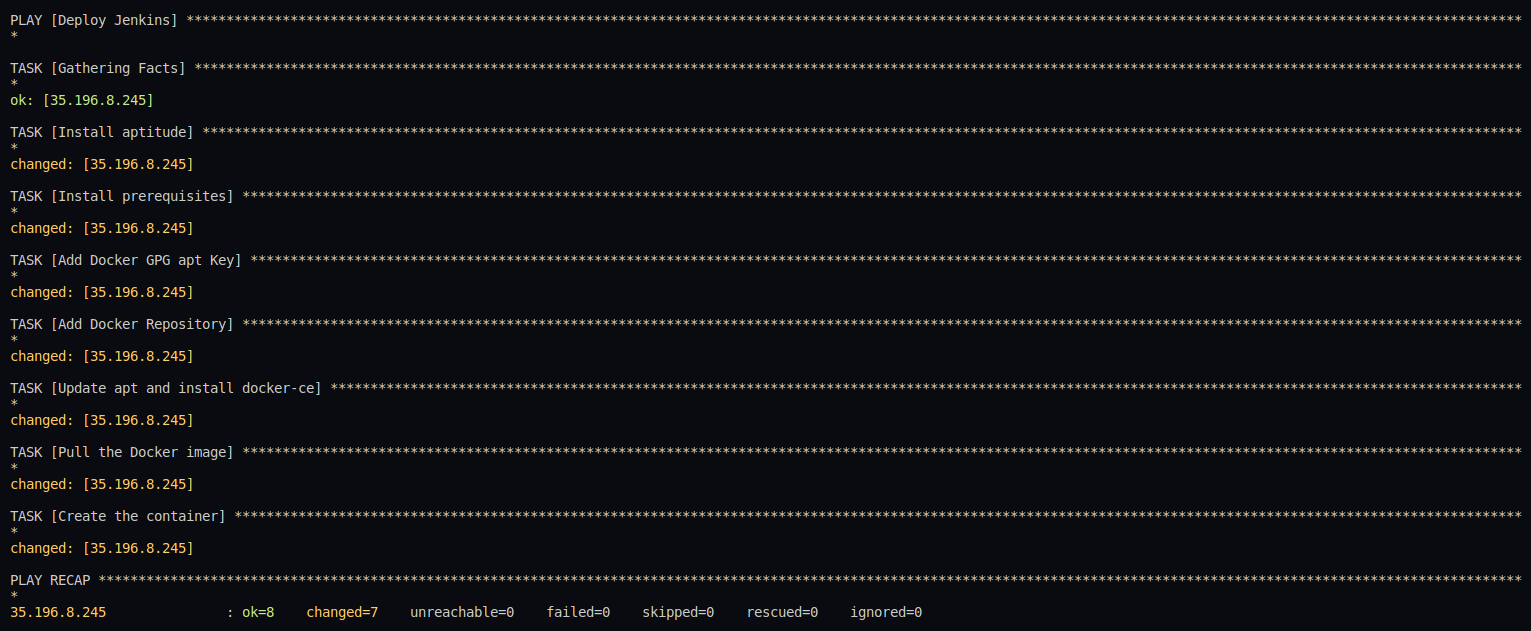 PLAY [Deploy Jenkins] ***********************************************************************************************************************************************************************
*
TASK [Gathering Facts] **********************************************************************************************************************************************************************
*
ok: [35.196.8.245]
TASK [Install aptitude] *********************************************************************************************************************************************************************
*
changed: [35.196.8.245]
TASK [Install prerequisites] ****************************************************************************************************************************************************************
*
changed: [35.196.8.245]
TASK [Add Docker GPG apt Key] ***************************************************************************************************************************************************************
*
changed: [35.196.8.245]
TASK [Add Docker Repository] ****************************************************************************************************************************************************************
*
changed: [35.196.8.245]
TASK [Update apt and install docker-ce] *****************************************************************************************************************************************************
*
changed: [35.196.8.245]
TASK [Pull the Docker image] ****************************************************************************************************************************************************************
*
changed: [35.196.8.245]
TASK [Create the container] *****************************************************************************************************************************************************************
*
changed: [35.196.8.245]
PLAY RECAP **********************************************************************************************************************************************************************************
*
35.196.8.245               : ok=8    changed=7    unreachable=0    failed=0    skipped=0    rescued=0    ignored=0